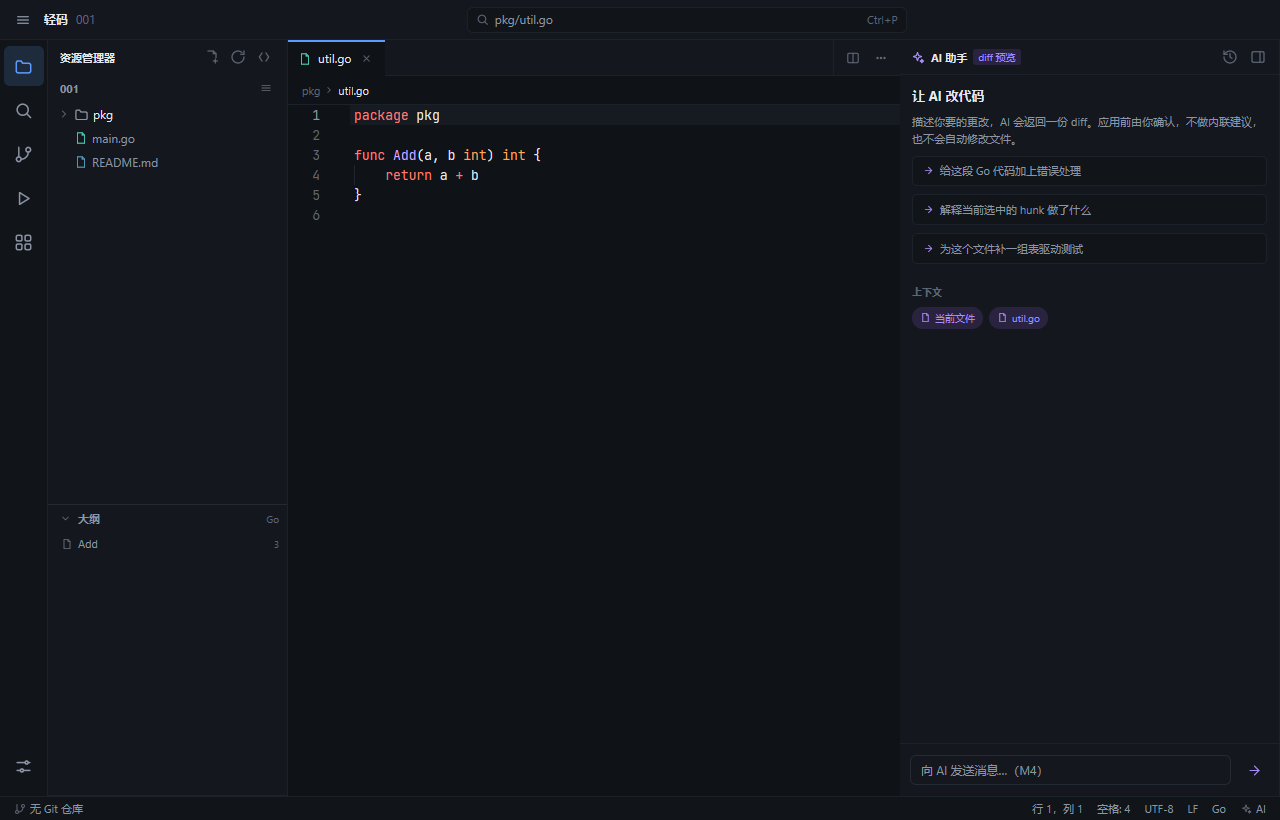 轻码 001
pkg/util.go Ctrl+P
资源管理器
001
pkg
main.go
README.md
大纲 Go
Add 3
util.go
pkg › util.go
1 package pkg
2
3 func Add(a, b int) int {
4     return a + b
5 }
6
AI 助手 diff 预览
让 AI 改代码
描述你要的更改，AI 会返回一份 diff。应用前由你确认，不做内联建议，
也不会自动修改文件。
给这段 Go 代码加上错误处理
解释当前选中的 hunk 做了什么
为这个文件补一组表驱动测试
上下文
当前文件 util.go
向 AI 发送消息… (M4)
无 Git 仓库 行 1，列 1 空格: 4 UTF-8 LF Go AI